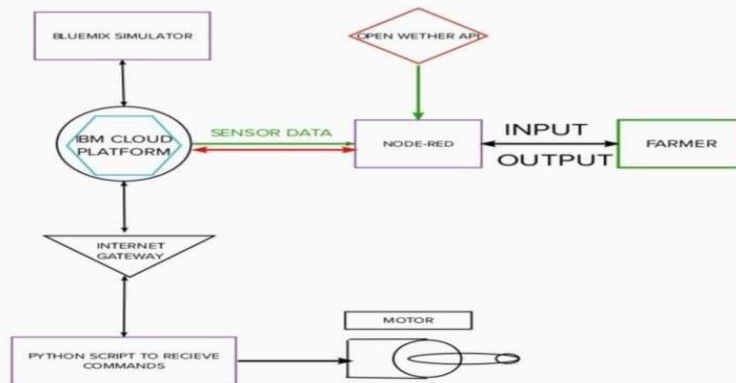 BLUEMIX SIMULATOR
OPEN WETHER API
IBM CLOUD
PLATFORM
SENSOR DATA
NODE-RED
INPUT
OUTPUT
FARMER
INTERNET
GATEWAY
MOTOR
PYTHON SCRIPT TO RECIEVE
COMMANDS